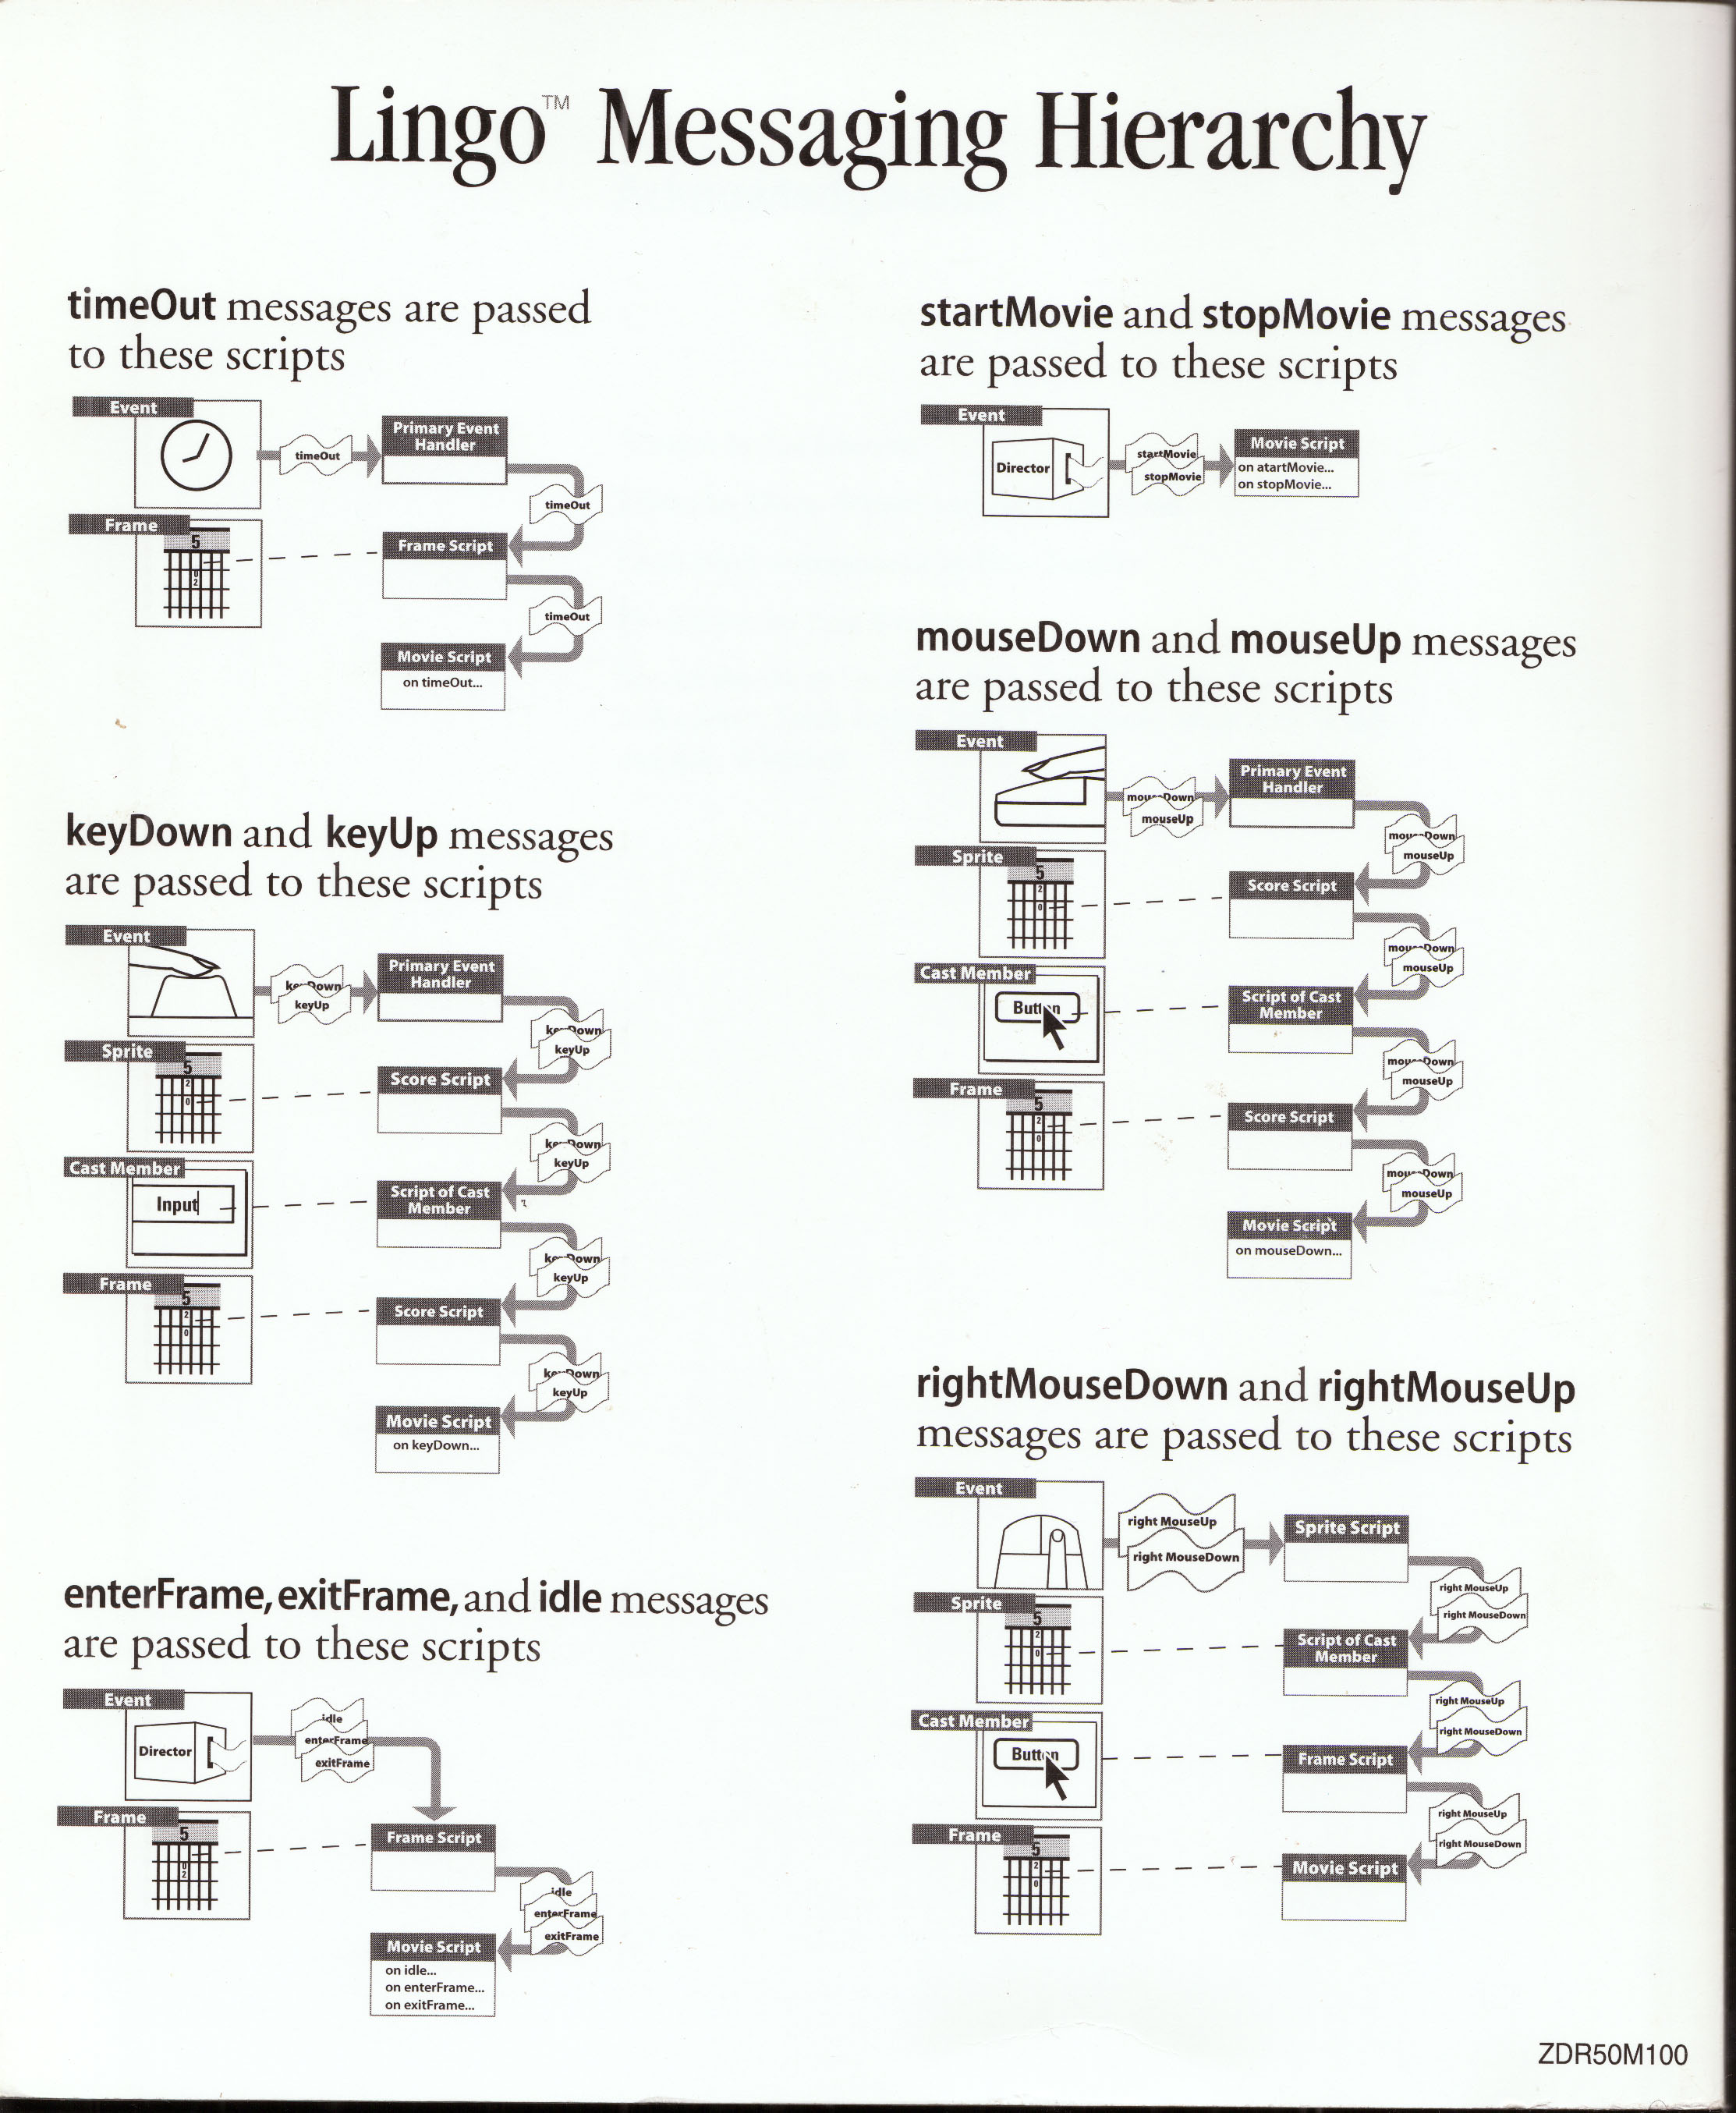 Lingo™ Messaging Hierarchy
timeOut messages are passed
to these scripts
Event
timeOut
Primary Event
Handler
timeOut
Frame
5
0
2
Frame Script
timeOut
Movie Script
on timeOut...
keyDown and keyUp messages
are passed to these scripts
Event
keyDown
keyUp
Primary Event
Handler
keyDown
keyUp
Sprite
5
2
0
Score Script
keyDown
keyUp
Cast Member
Input
Script of Cast
Member
keyDown
keyUp
Frame
5
2
0
Score Script
keyDown
keyUp
Movie Script
on keyDown...
enterFrame, exitFrame, and idle messages
are passed to these scripts
Event
Director
idle
enterFrame
exitFrame
Frame
5
0
2
Frame Script
idle
enterFrame
exitFrame
Movie Script
on idle...
on enterFrame...
on exitFrame...
startMovie and stopMovie messages
are passed to these scripts
Event
Director
startMovie
stopMovie
Movie Script
on atartMovie...
on stopMovie...
mouseDown and mouseUp messages
are passed to these scripts
Event
mouseDown
mouseUp
Primary Event
Handler
mouseDown
mouseUp
Sprite
5
2
0
Score Script
mouseDown
mouseUp
Cast Member
Button
Script of Cast
Member
mouseDown
mouseUp
Frame
5
2
0
Score Script
mouseDown
mouseUp
Movie Script
on mouseDown...
rightMouseDown and rightMouseUp
messages are passed to these scripts
Event
right MouseUp
right MouseDown
Sprite Script
right MouseUp
right MouseDown
Sprite
5
2
0
Script of Cast
Member
right MouseUp
right MouseDown
Cast Member
Button
Frame Script
right MouseUp
right MouseDown
Frame
5
2
0
Movie Script
ZDR50M100